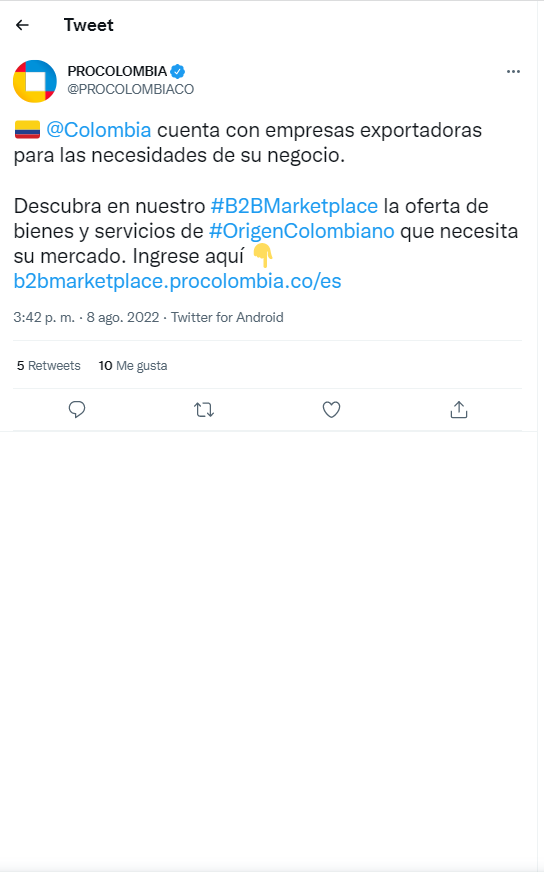 Tweet
PROCOLOMBIA
@PROCOLOMBIACO
🇨🇴 @Colombia cuenta con empresas exportadoras
para las necesidades de su negocio.
Descubra en nuestro #B2BMarketplace la oferta de
bienes y servicios de #OrigenColombiano que necesita
su mercado. Ingrese aquí 👇
b2bmarketplace.procolombia.co/es
3:42 p. m. · 8 ago. 2022 · Twitter for Android
5 Retweets 10 Me gusta